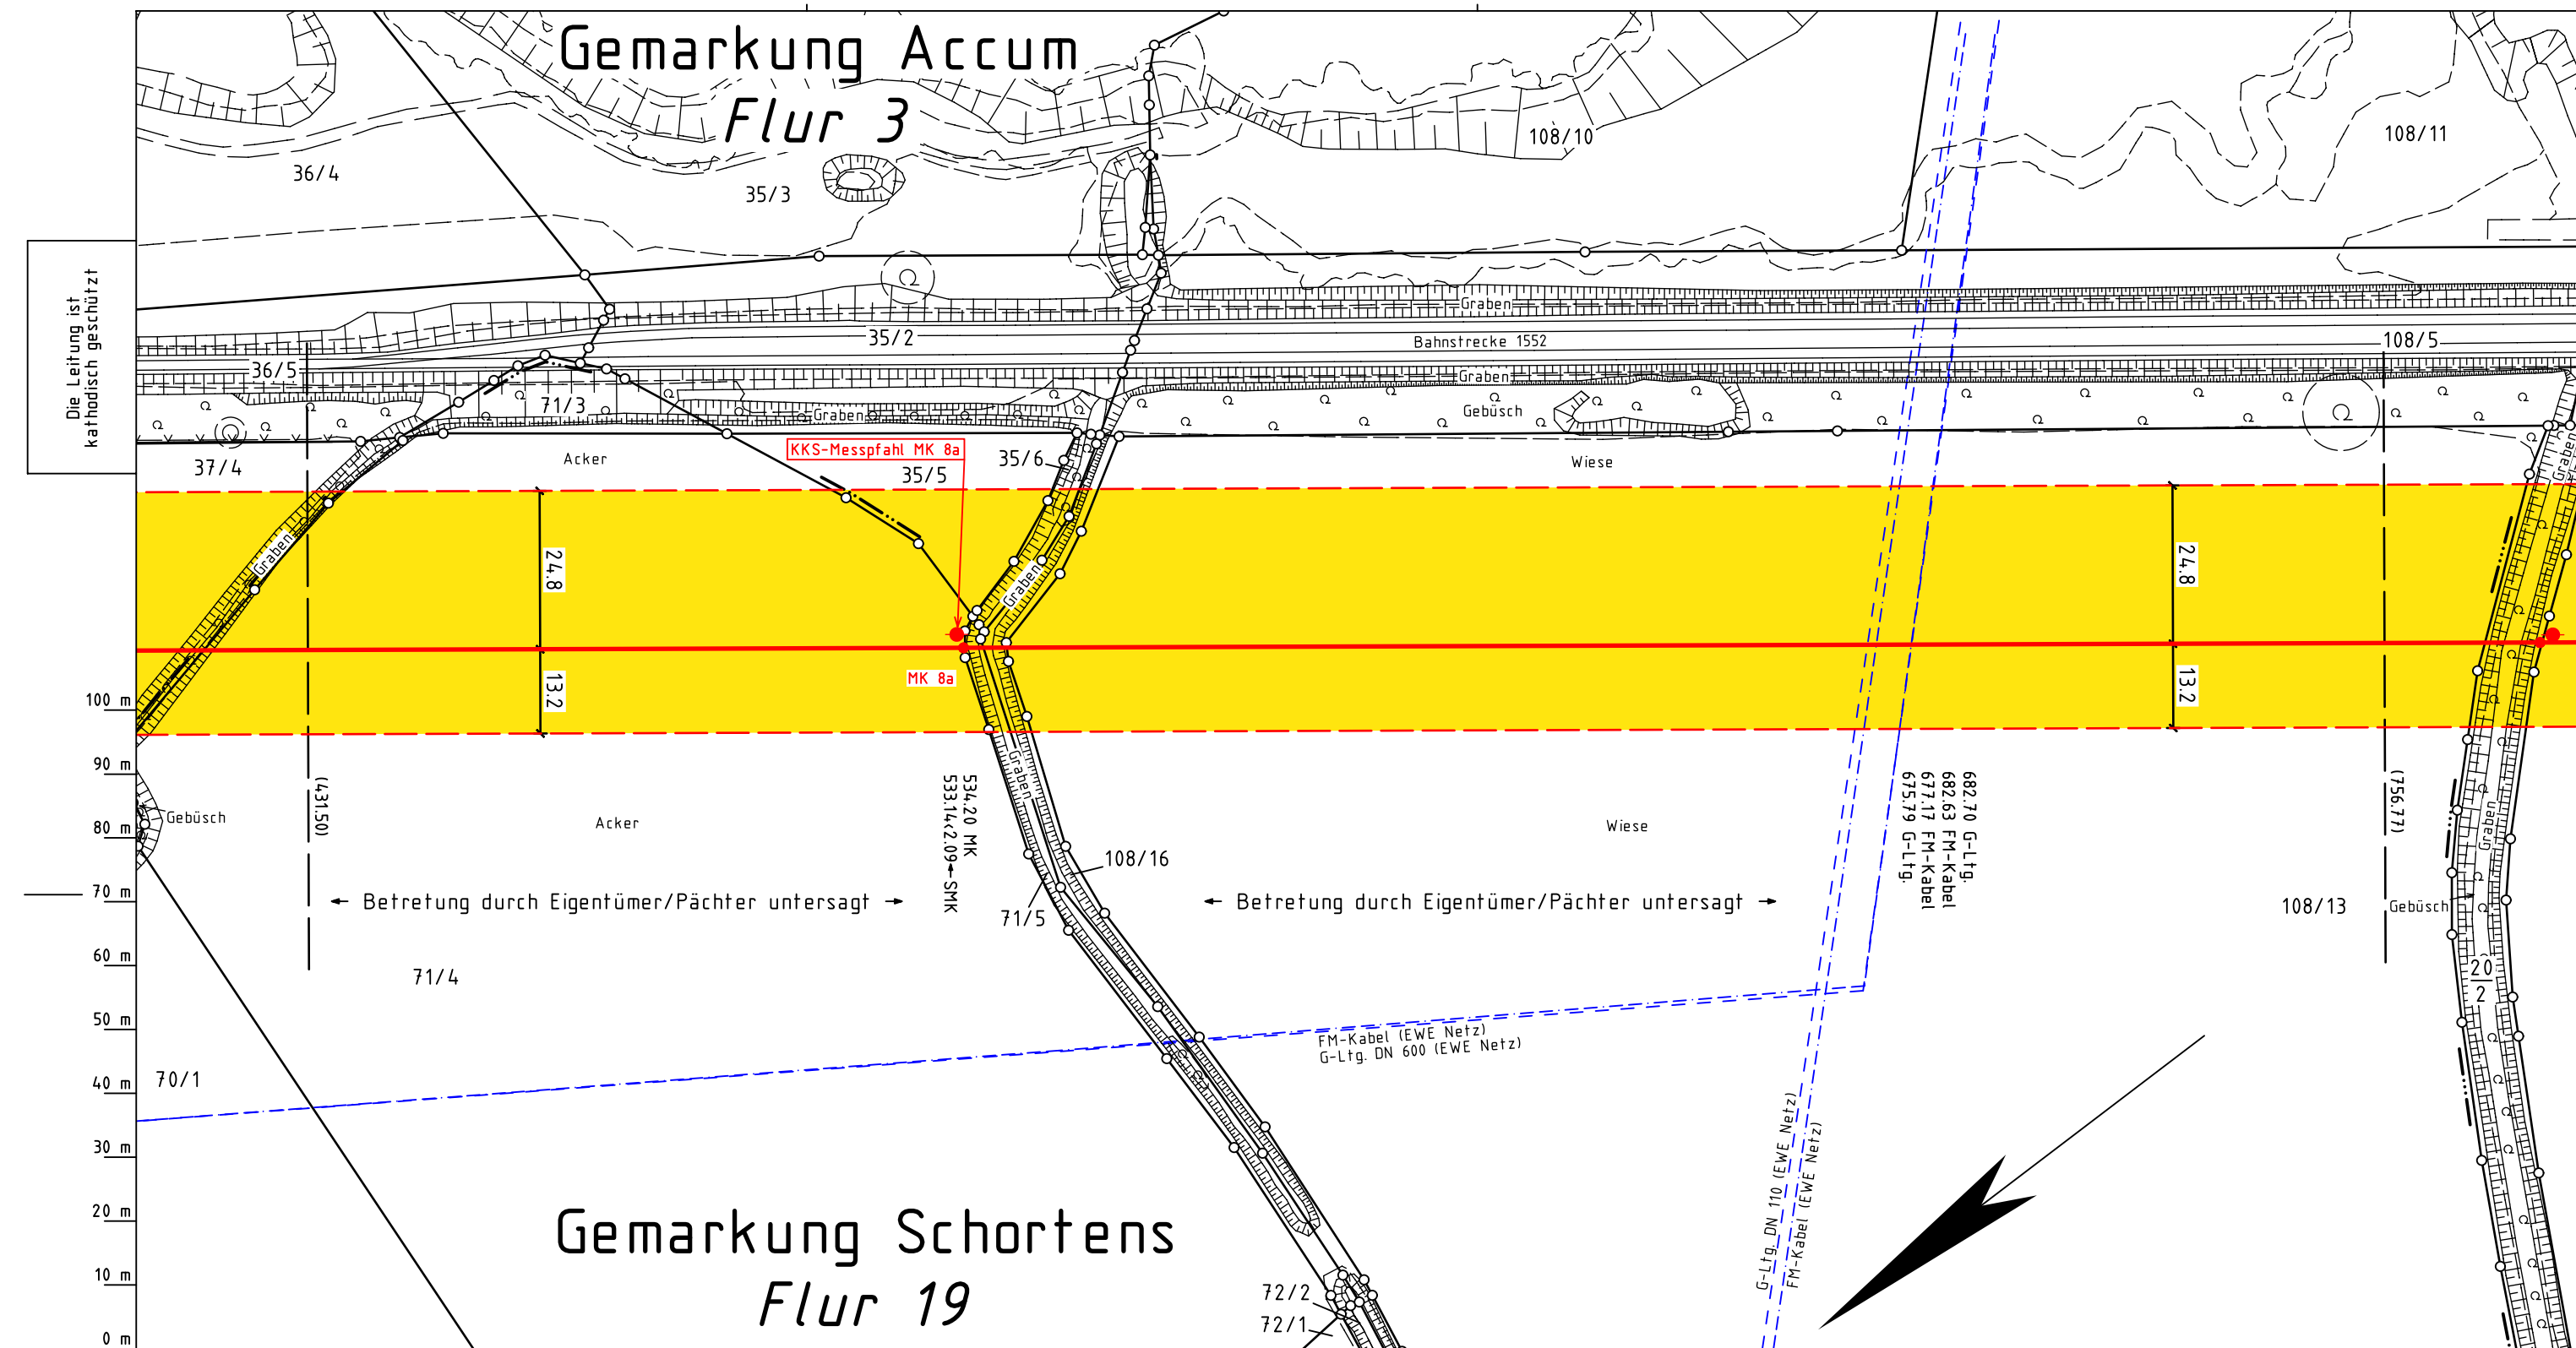 Gemarkung Accum
Flur 3
36/4
35/3
108/10
108/11
Die Leitung ist
kathodisch geschützt
Graben
35/2
Bahnstrecke 1552
108/5
36/5
Graben
71/3
Graben
Gebüsch
37/4
Acker
KKS-Messpfahl MK 8a
35/5
35/6
Wiese
Graben
Graben
Graben
24.8
24.8
13.2
13.2
MK 8a
100 m
90 m
80 m
70 m
60 m
50 m
40 m
30 m
20 m
10 m
0 m
Gebüsch
(431.50)
Acker
534.20 MK
533.14<2.09←SMK
Graben
108/16
71/5
Wiese
682.70 G-Ltg.
682.63 FM-Kabel
677.17 FM-Kabel
675.79 G-Ltg.
(756.77)
Graben
← Betretung durch Eigentümer/Pächter untersagt →
← Betretung durch Eigentümer/Pächter untersagt →
108/13
Gebüsch
71/4
20
2
FM-Kabel (EWE Netz)
G-Ltg. DN 600 (EWE Netz)
70/1
G-Ltg. DN 110 (EWE Netz)
FM-Kabel (EWE Netz)
Gemarkung Schortens
Flur 19
72/2
72/1